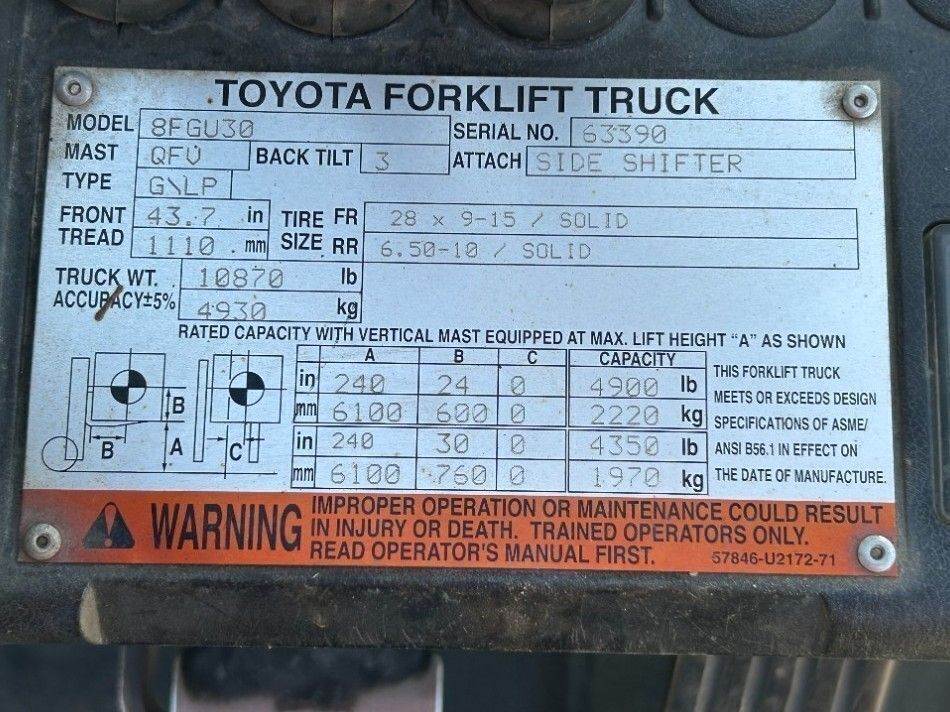 TOYOTA FORKLIFT TRUCK
MODEL 8FGU30 SERIAL NO. 63390
MAST QFV BACK TILT 3 ATTACH SIDE SHIFTER
TYPE G\LP
FRONT TREAD 43.7 in TIRE SIZE FR 28 x 9-15 / SOLID
1110 . mm RR 6.50-10 / SOLID
TRUCK WT. 10870 lb
ACCURACY±5% 4930 kg
RATED CAPACITY WITH VERTICAL MAST EQUIPPED AT MAX. LIFT HEIGHT "A" AS SHOWN
A B C CAPACITY
in 240 24 0 4900 lb
mm 6100 600 0 2220 kg
in 240 30 0 4350 lb
mm 6100 760 0 1970 kg
B
B A C
THIS FORKLIFT TRUCK
MEETS OR EXCEEDS DESIGN
SPECIFICATIONS OF ASME/
ANSI B56.1 IN EFFECT ON
THE DATE OF MANUFACTURE.
WARNING
IMPROPER OPERATION OR MAINTENANCE COULD RESULT
IN INJURY OR DEATH. TRAINED OPERATORS ONLY.
READ OPERATOR'S MANUAL FIRST. 57846-U2172-71